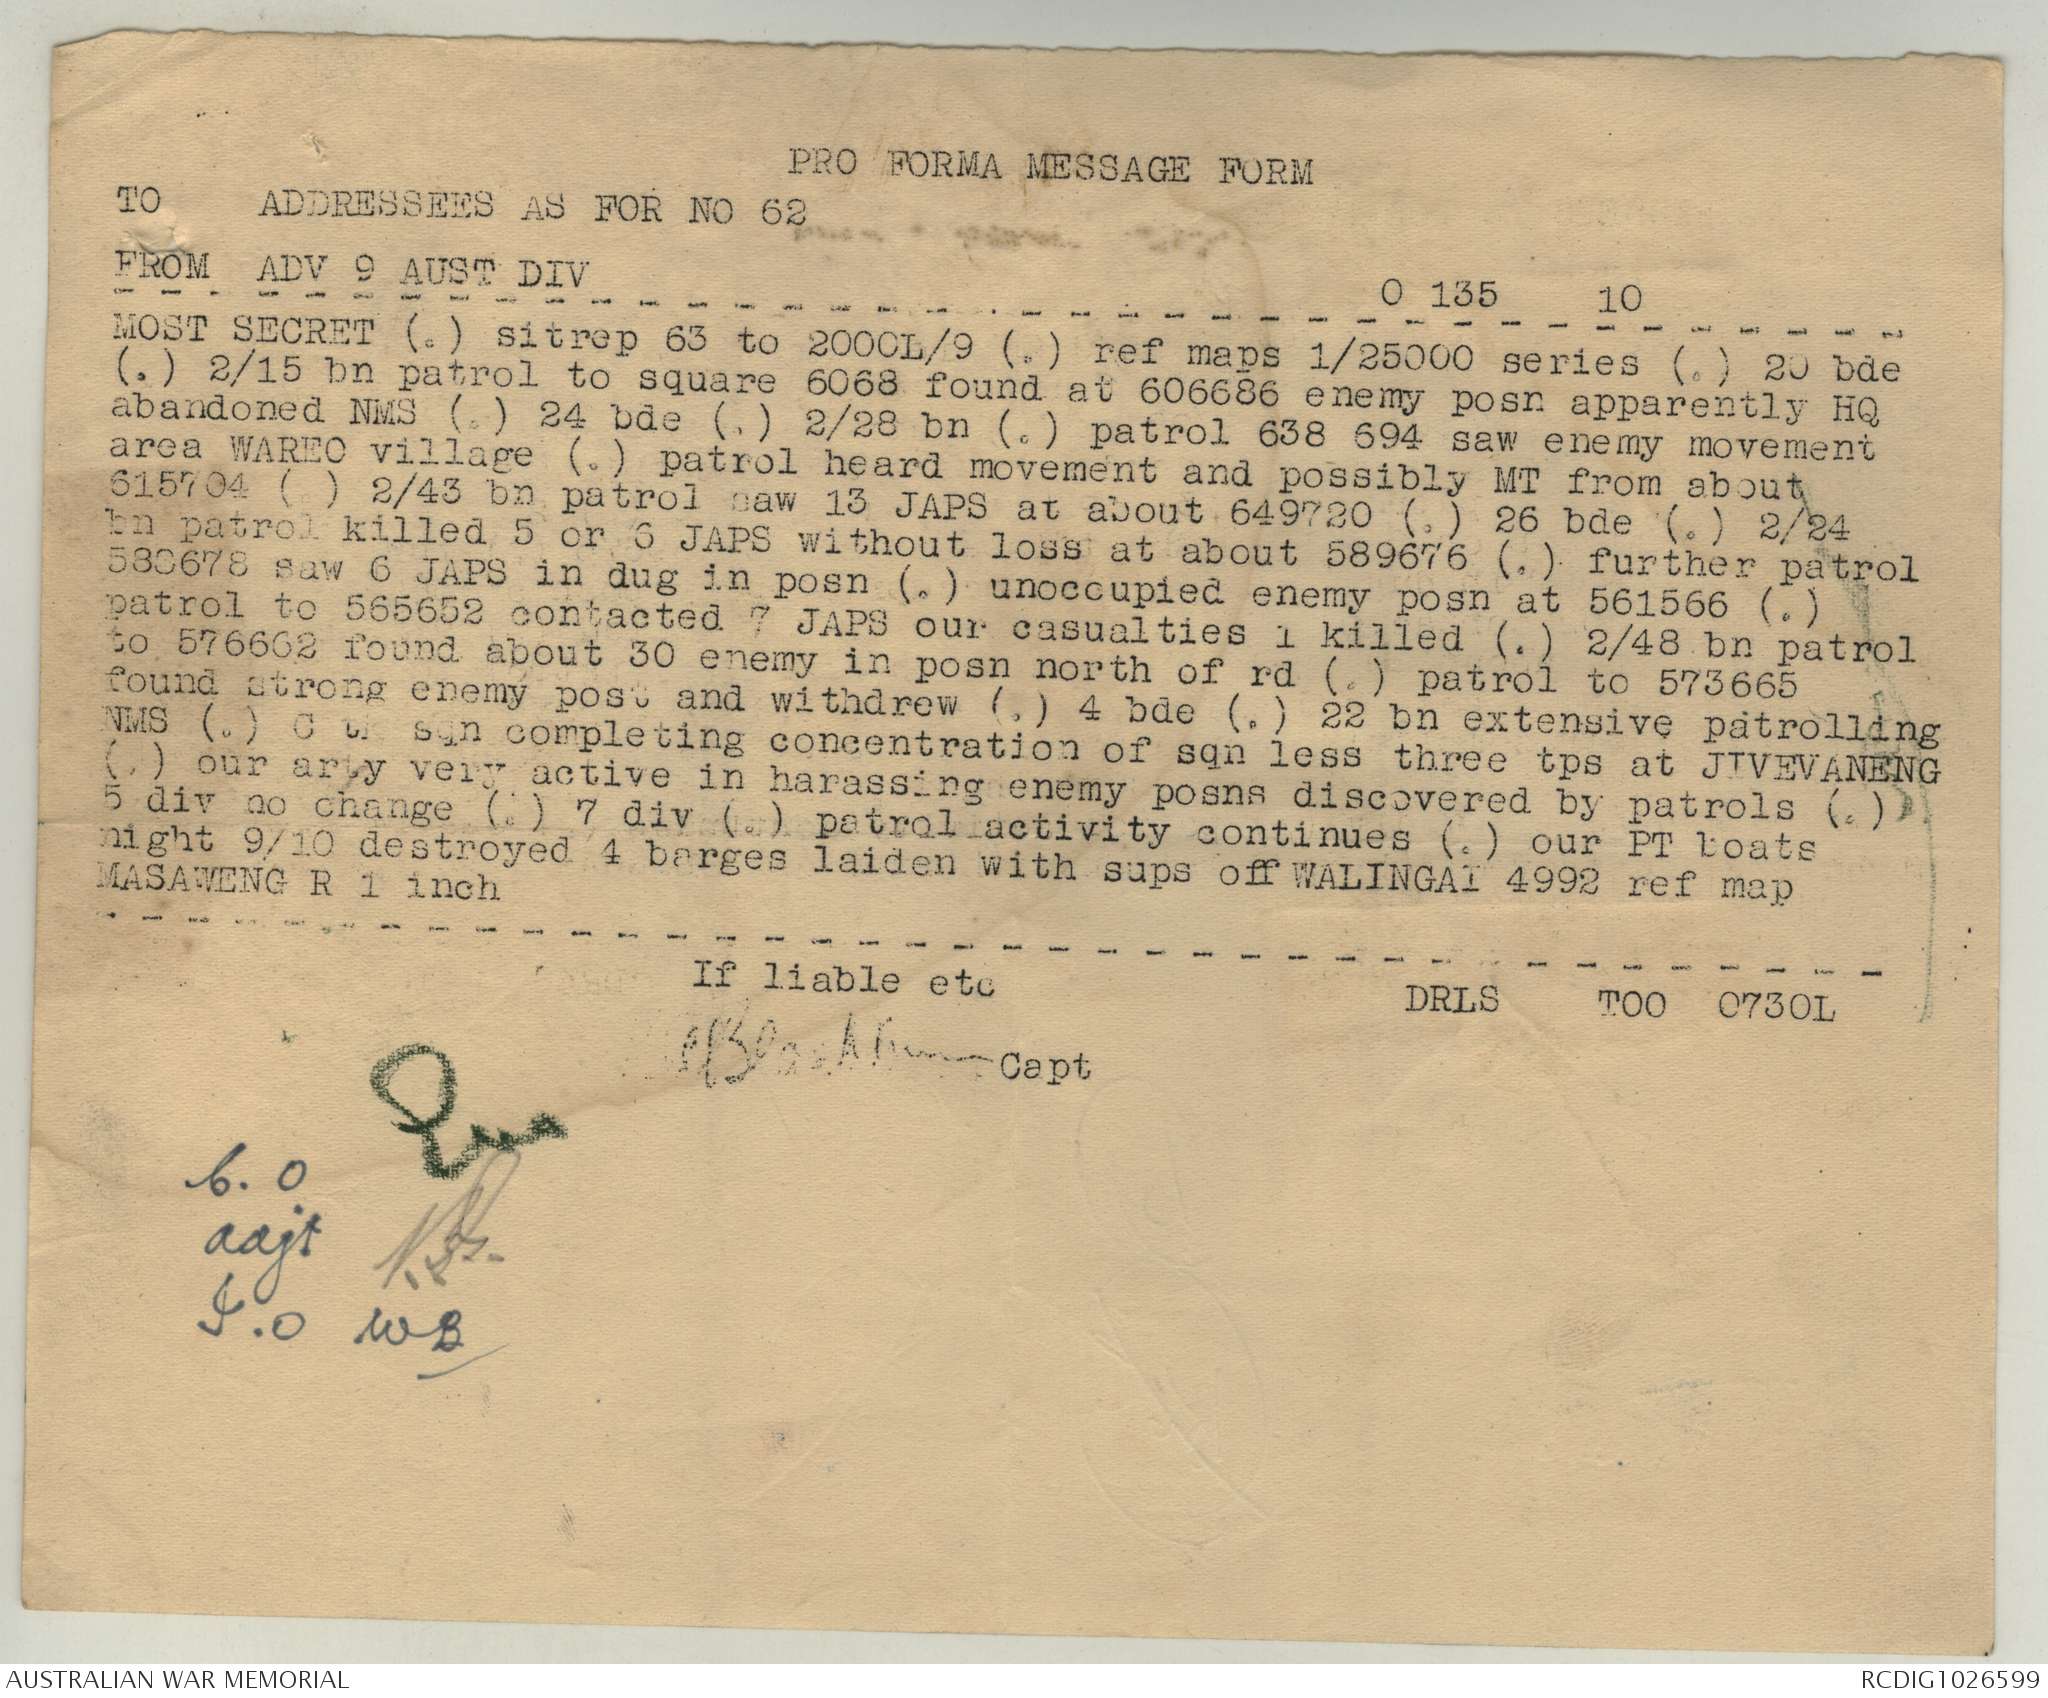 PRO FORMA MESSAGE FORM
TO ADDRESSEES AS FOR NO 62
FROM ADV 9 AUST DIV
O 135 10
MOST SECRET (.) sitrep 63 to 2000L/9 (.) ref maps 1/25000 series (.) 20 bde
(.) 2/15 bn patrol to square 6068 found at 606686 enemy posn apparently HQ
abandoned NMS (.) 24 bde (.) 2/28 bn (.) patrol 638 694 saw enemy movement
area WAREO village (.) patrol heard movement and possibly MT from about
615704 (.) 2/43 bn patrol saw 13 JAPS at about 649720 (.) 26 bde (.) 2/24
bn patrol killed 5 or 6 JAPS without loss at about 589676 (.) further patrol
580678 saw 6 JAPS in dug in posn (.) unoccupied enemy posn at 561566 (.)
patrol to 565652 contacted 7 JAPS our casualties 1 killed (.) 2/48 bn patrol
to 576662 found about 30 enemy in posn north of rd (.) patrol to 573665
found strong enemy post and withdrew (.) 4 bde (.) 22 bn extensive patrolling
NMS (.) C tk sqn completing concentration of sqn less three tps at JIVEVANENG
(.) our arty very active in harassing enemy posns discovered by patrols (.)
5 div no change (.) 7 div (.) patrol activity continues (.) our PT boats
night 9/10 destroyed 4 barges laiden with sups off WALINGAI 4992 ref map
MASAWENG R 1 inch
If liable etc
DRLS TOO 0730L
Blackburn Capt
C.O
aajt
I.O WB
AUSTRALIAN WAR MEMORIAL
RCDIG1026599